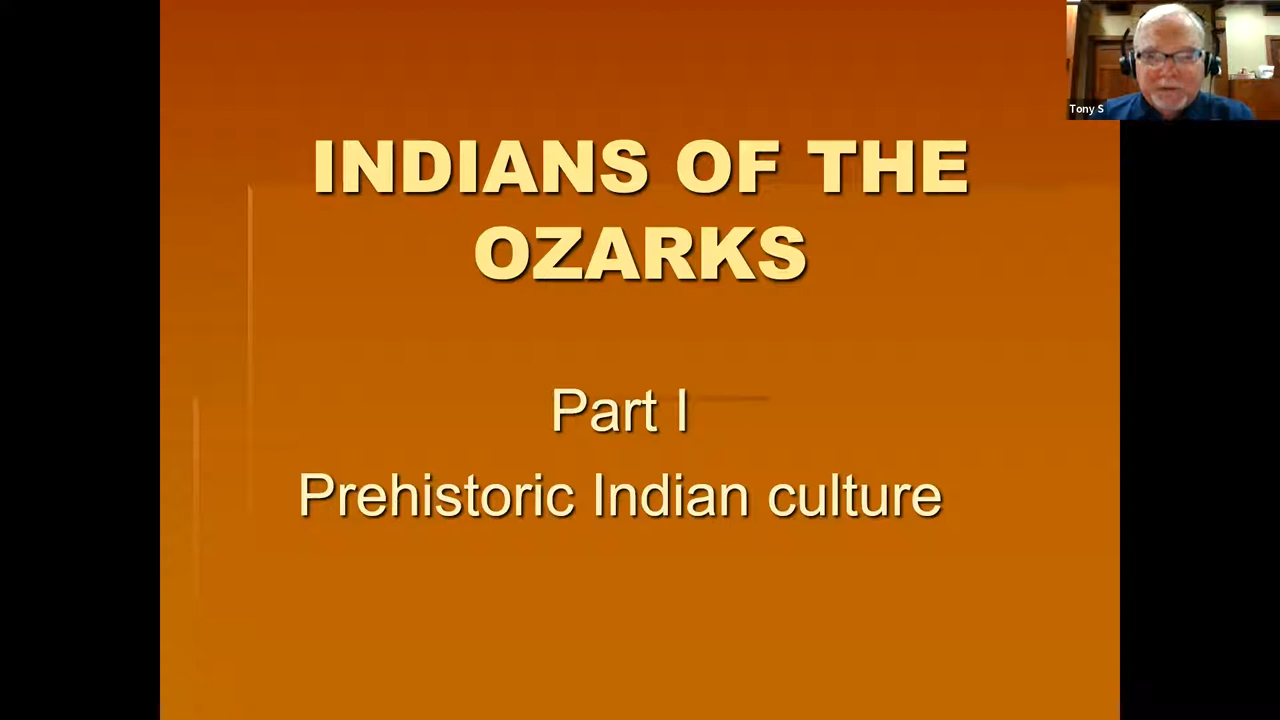 INDIANS OF THE
OZARKS
Part I
Prehistoric Indian culture
Tony S